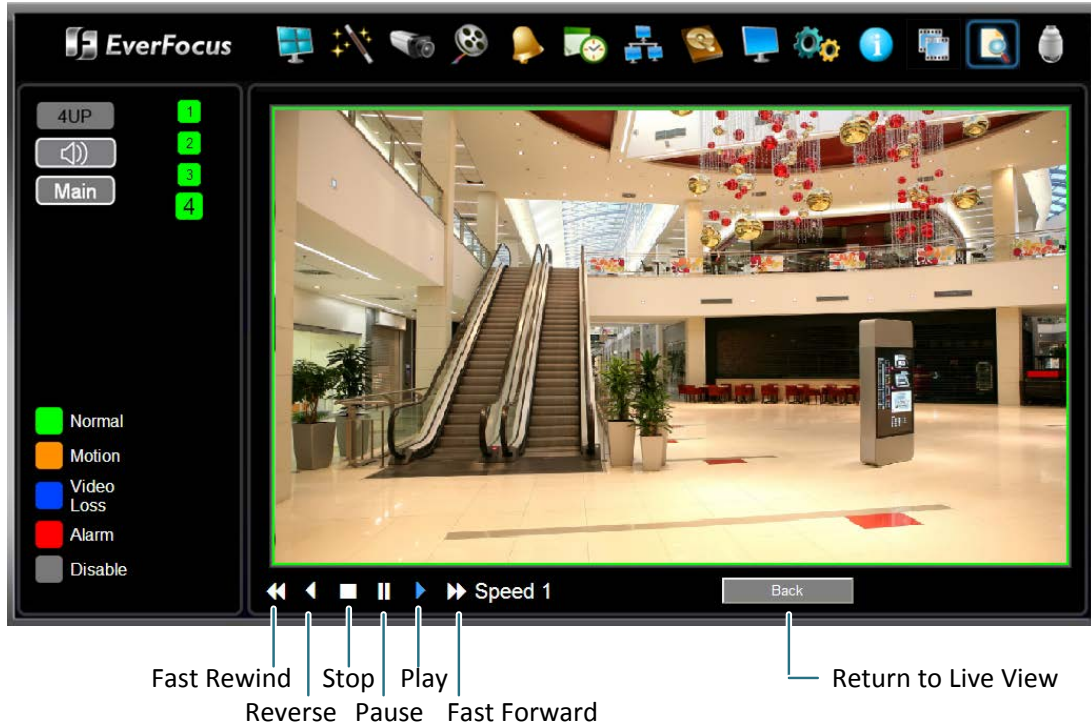 EverFocus
4UP
1
2
Main
3
4
Normal
Motion
Video
Loss
Alarm
Disable
Speed 1
Back
Fast Rewind Stop Play Return to Live View
Reverse Pause Fast Forward